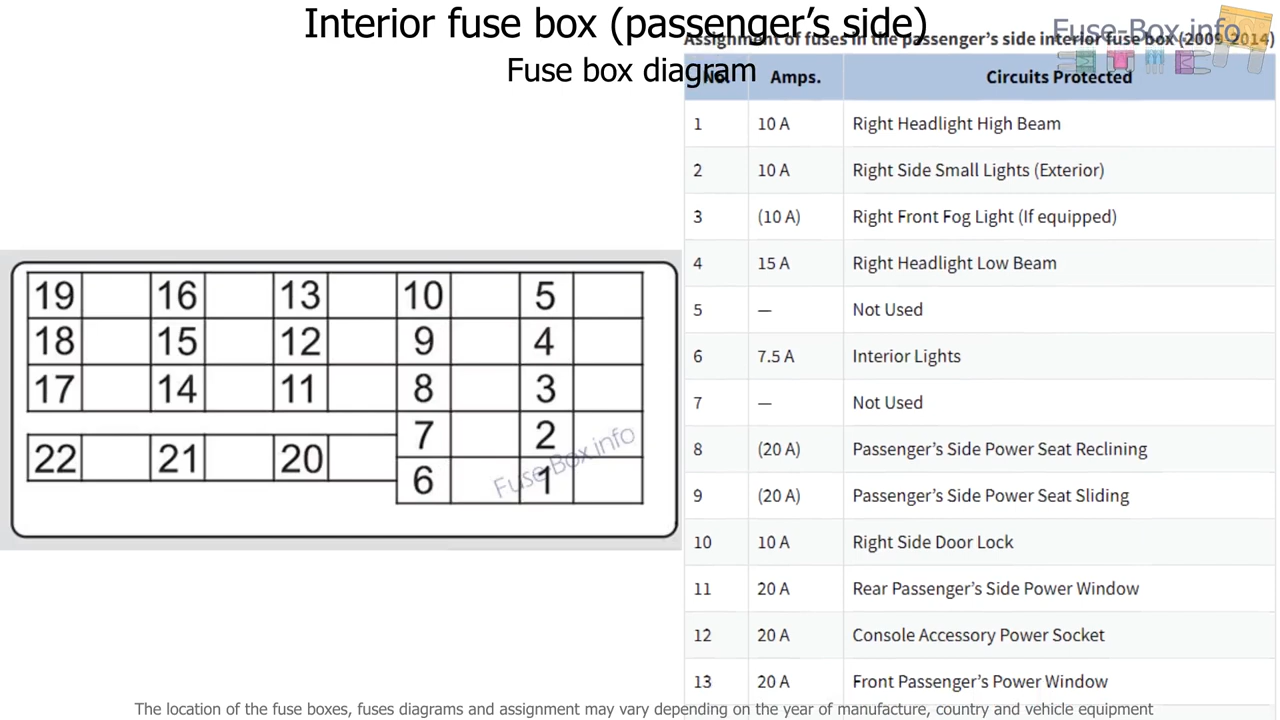 Interior fuse box (passenger’s side)
Fuse box diagram
Fuse-Box.info
Assignment of fuses in the passenger’s side interior fuse box (2009-2014)
No. Amps. Circuits Protected
1 10 A Right Headlight High Beam
2 10 A Right Side Small Lights (Exterior)
3 (10 A) Right Front Fog Light (If equipped)
4 15 A Right Headlight Low Beam
5 — Not Used
6 7.5 A Interior Lights
7 — Not Used
8 (20 A) Passenger’s Side Power Seat Reclining
9 (20 A) Passenger’s Side Power Seat Sliding
10 10 A Right Side Door Lock
11 20 A Rear Passenger’s Side Power Window
12 20 A Console Accessory Power Socket
13 20 A Front Passenger’s Power Window
19 16 13 10 5
18 15 12 9 4
17 14 11 8 3
7 2
22 21 20
6 1
Fuse-Box.info
The location of the fuse boxes, fuses diagrams and assignment may vary depending on the year of manufacture, country and vehicle equipment